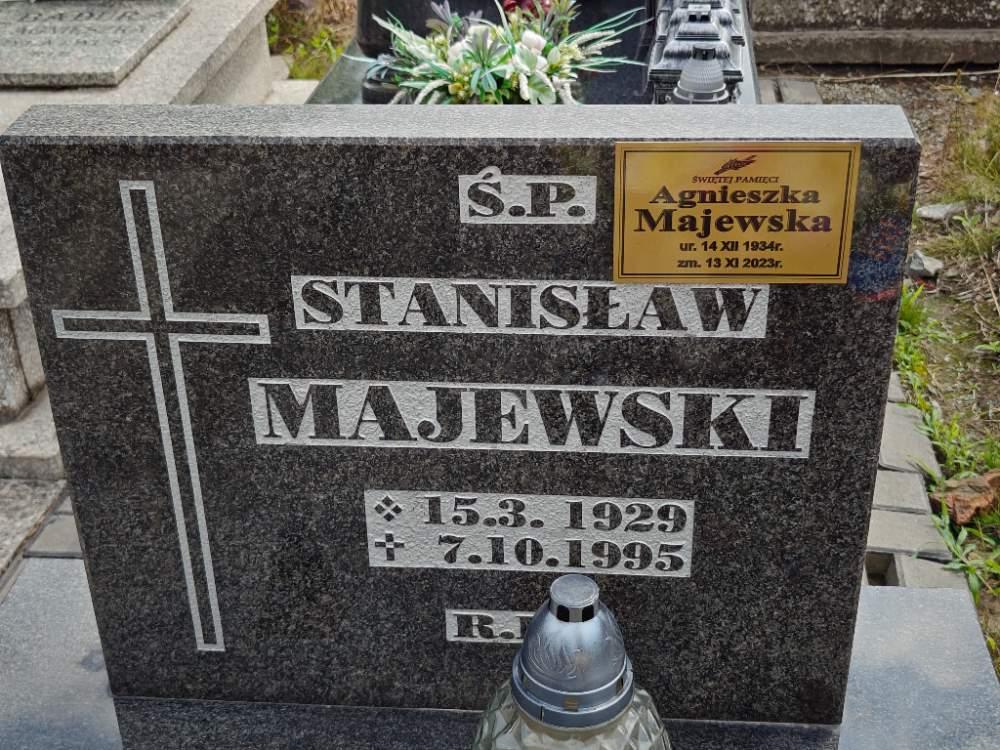 Ś.P.
ŚWIĘTEJ PAMIĘCI
Agnieszka
Majewska
ur. 14 XII 1934r.
zm. 13 XI 2023r.
STANISŁAW
MAJEWSKI
15.3. 1929
7.10.1995